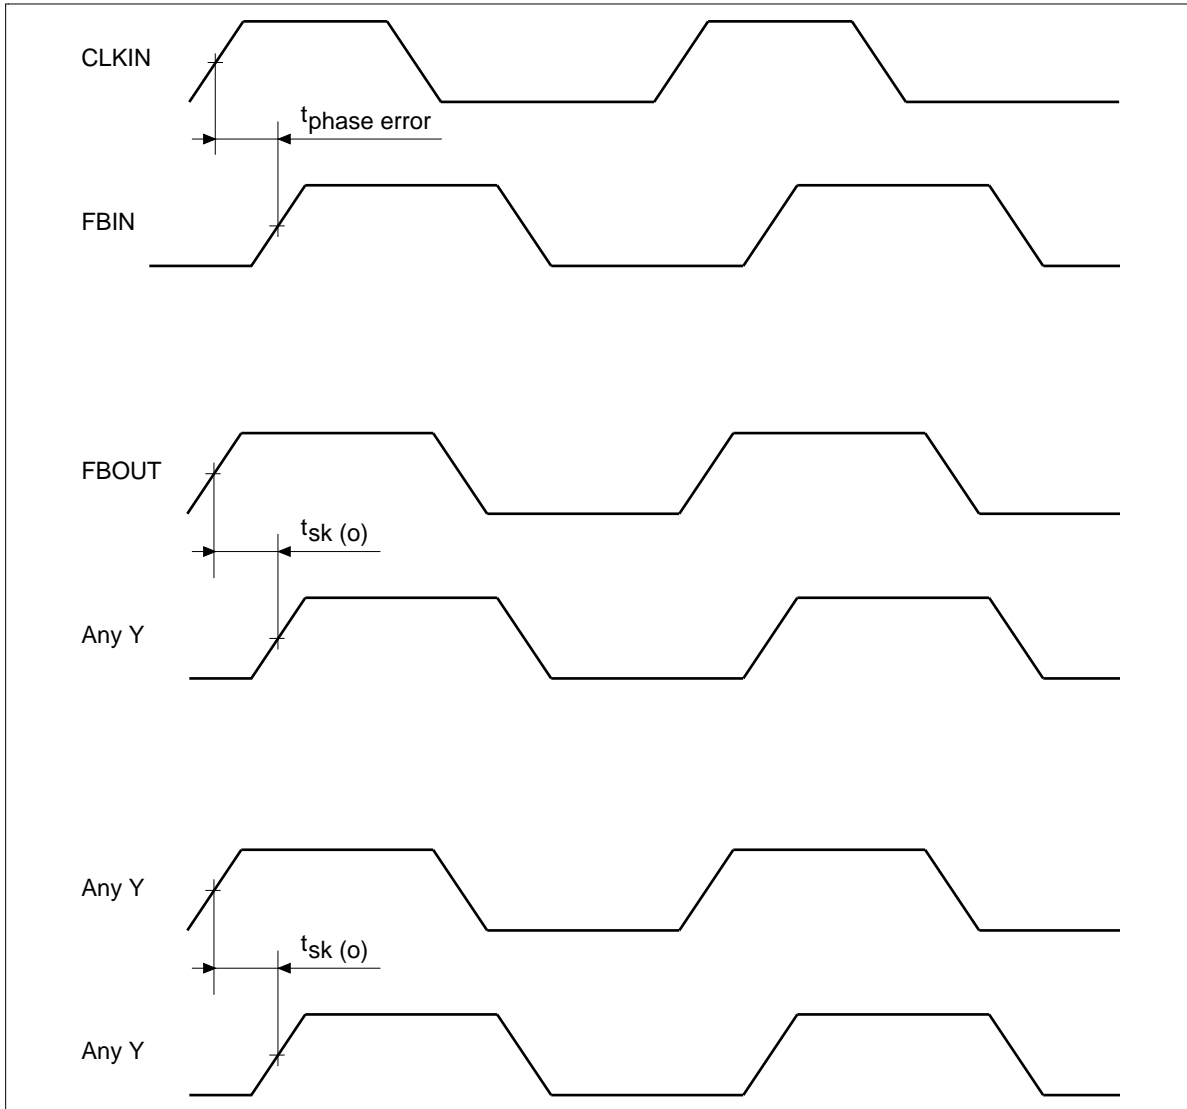 CLKIN
tphase error
FBIN
FBOUT
tsk (o)
Any Y
Any Y
tsk (o)
Any Y